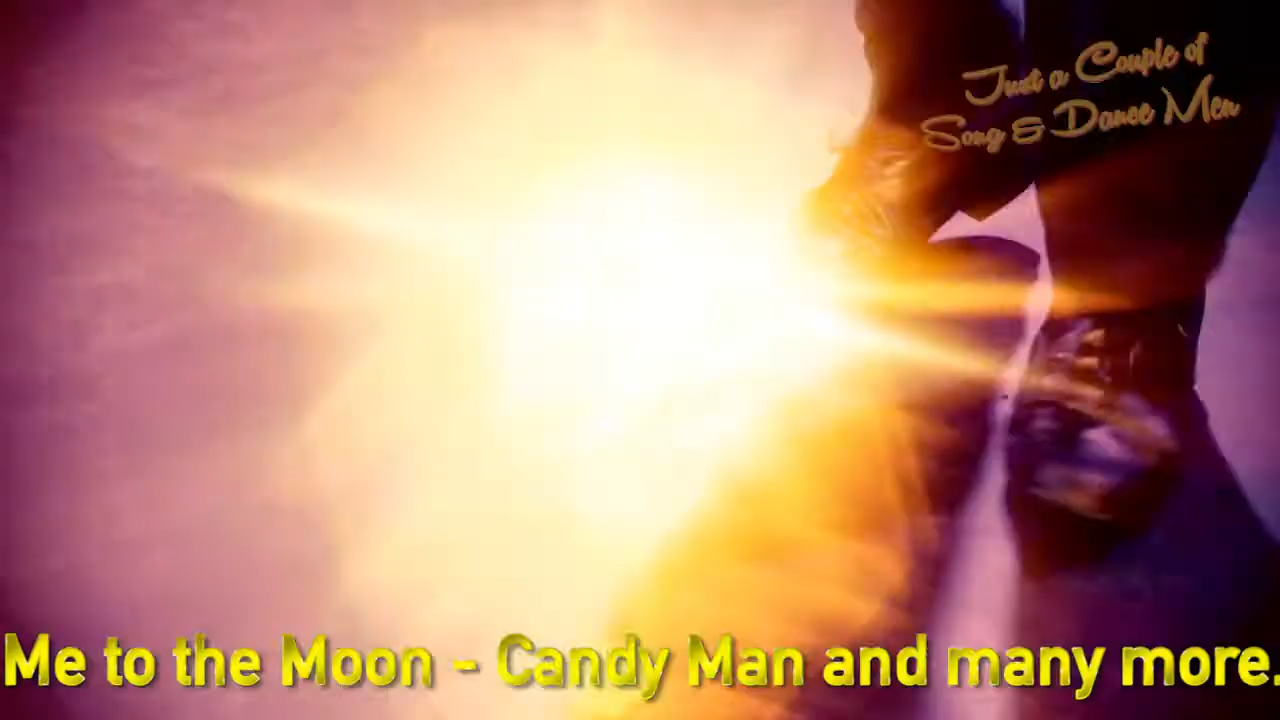 Just a Couple of
Song & Dance Men
Me to the Moon - Candy Man and many more.